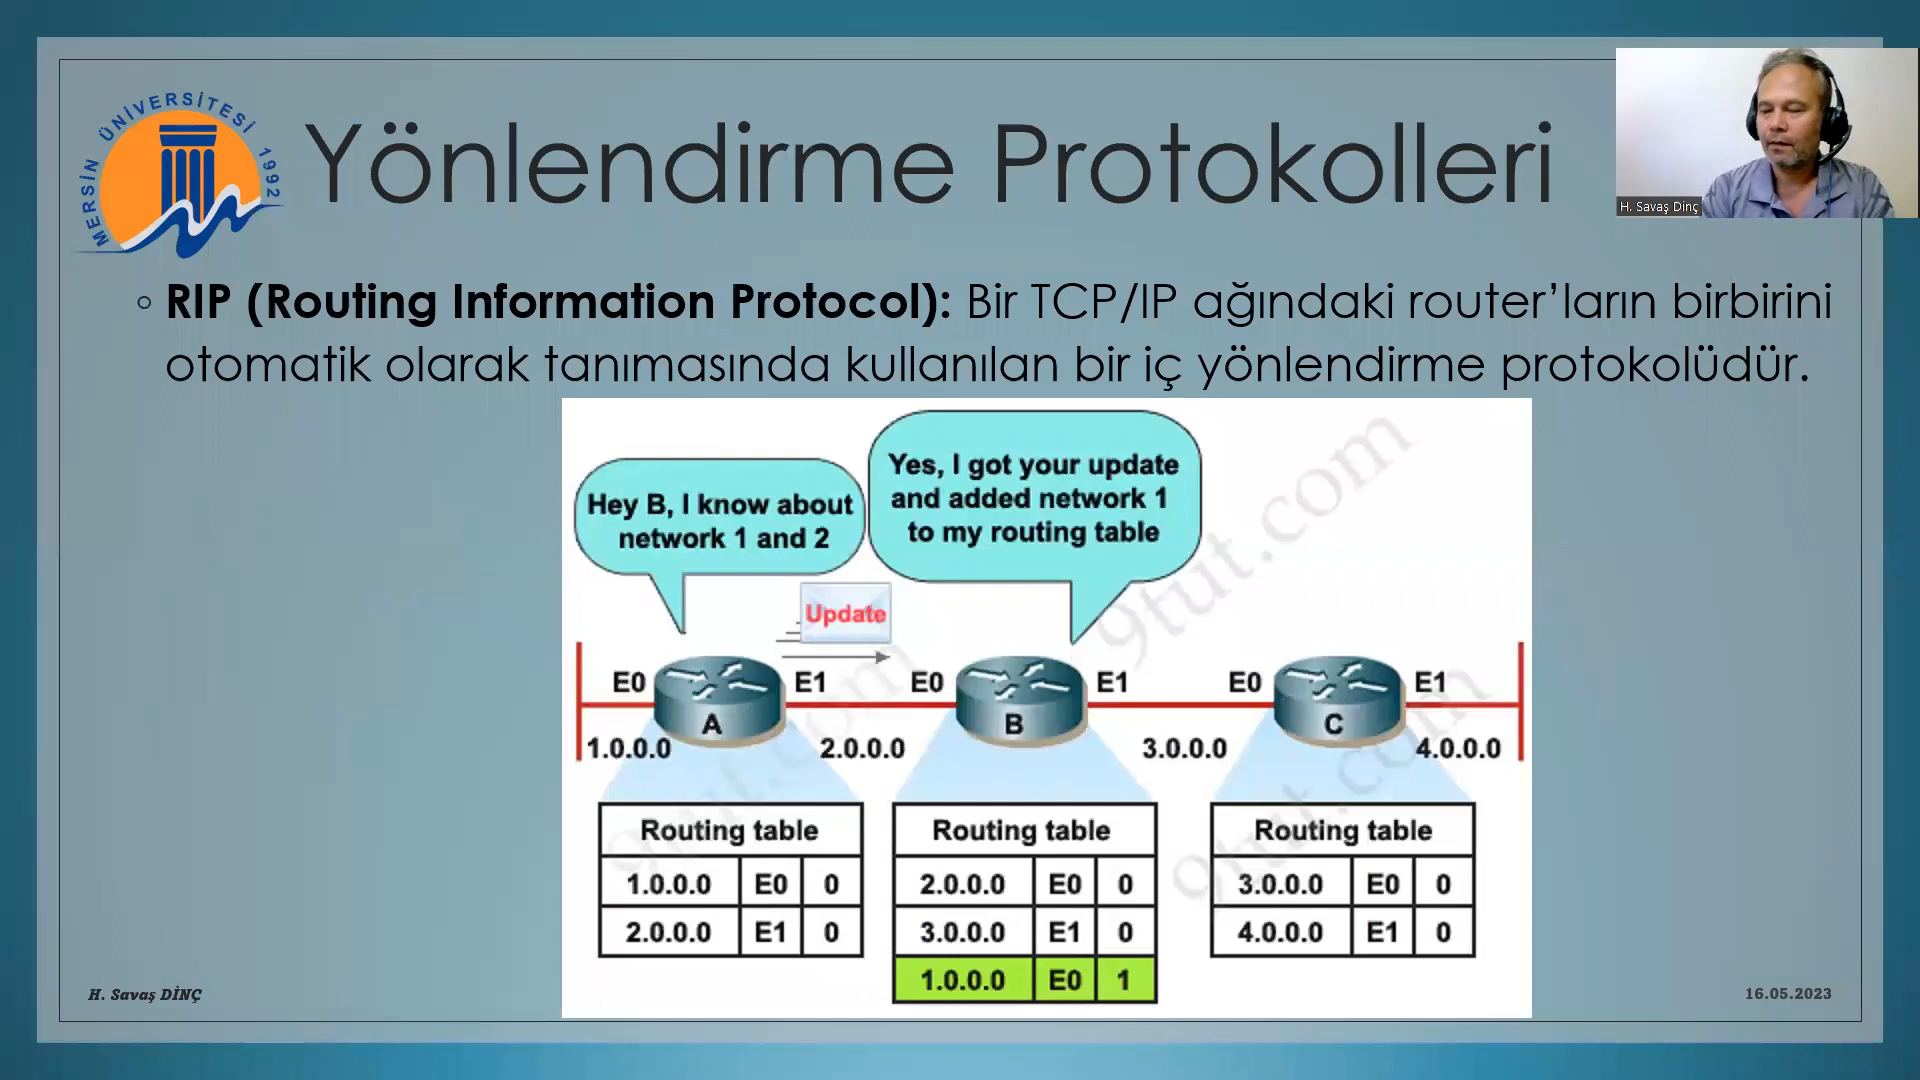 MERSİN ÜNİVERSİTESİ 1992
Yönlendirme Protokolleri
H. Savaş Dinç
RIP (Routing Information Protocol): Bir TCP/IP ağındaki router’ların birbirini
otomatik olarak tanımasında kullanılan bir iç yönlendirme protokolüdür.
Hey B, I know about
network 1 and 2
Yes, I got your update
and added network 1
to my routing table
Update
E0 A E1 E0 B E1 E0 C E1
1.0.0.0 2.0.0.0 3.0.0.0 4.0.0.0
Routing table
1.0.0.0 E0 0
2.0.0.0 E1 0
Routing table
2.0.0.0 E0 0
3.0.0.0 E1 0
1.0.0.0 E0 1
Routing table
3.0.0.0 E0 0
4.0.0.0 E1 0
9tut.com
9tut.com
9tut.com
H. Savaş DİNÇ
16.05.2023